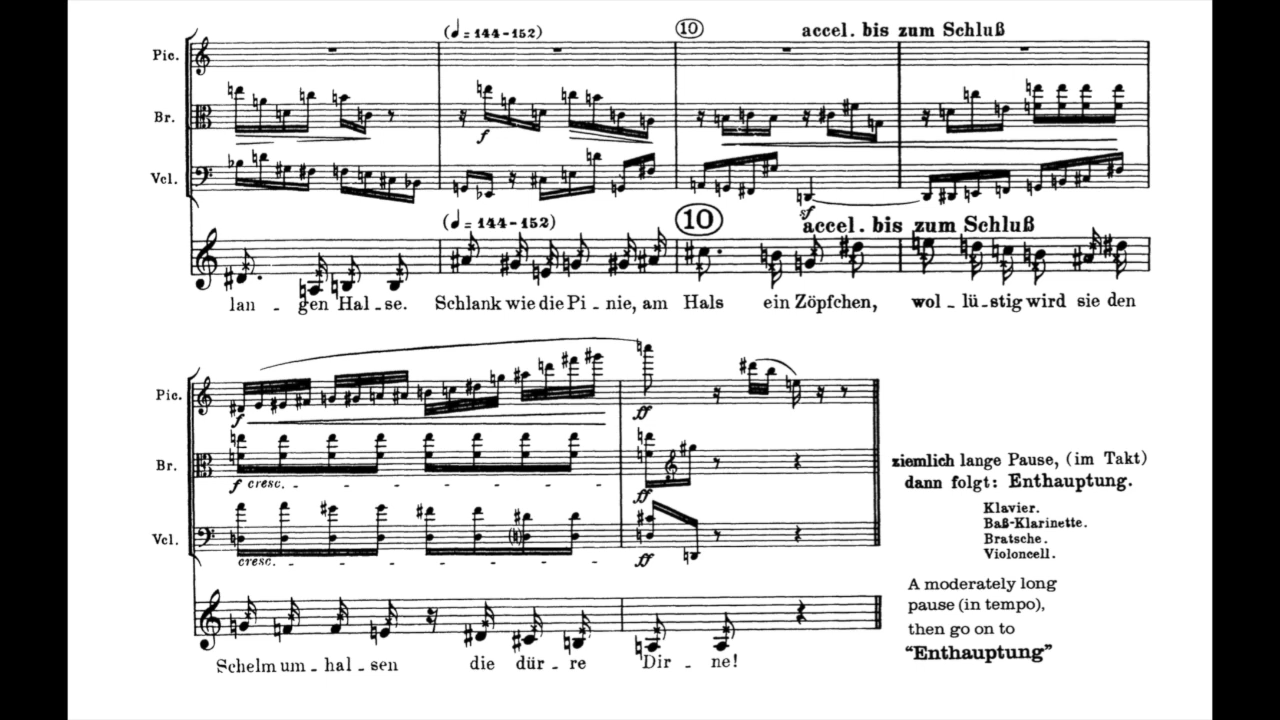 (♩ = 144-152) 10 accel. bis zum Schluß
Pic.
Br.
f
Vcl.
sf
(♩ = 144-152) 10 accel. bis zum Schluß
lan - gen Hal - se. Schlank wie die Pi - nie, am Hals ein Zöpfchen, wol - lü - stig wird sie den
Pic.
f ff
Br.
f cresc. - - - - - - - ff
Vcl.
cresc. - - - - - - - ff
Schelm um - hal - sen die dür - re Dir - ne!
ziemlich lange Pause, (im Takt)
dann folgt: Enthauptung.
Klavier.
Baß-Klarinette.
Bratsche.
Violoncell.
A moderately long
pause (in tempo),
then go on to
“Enthauptung”